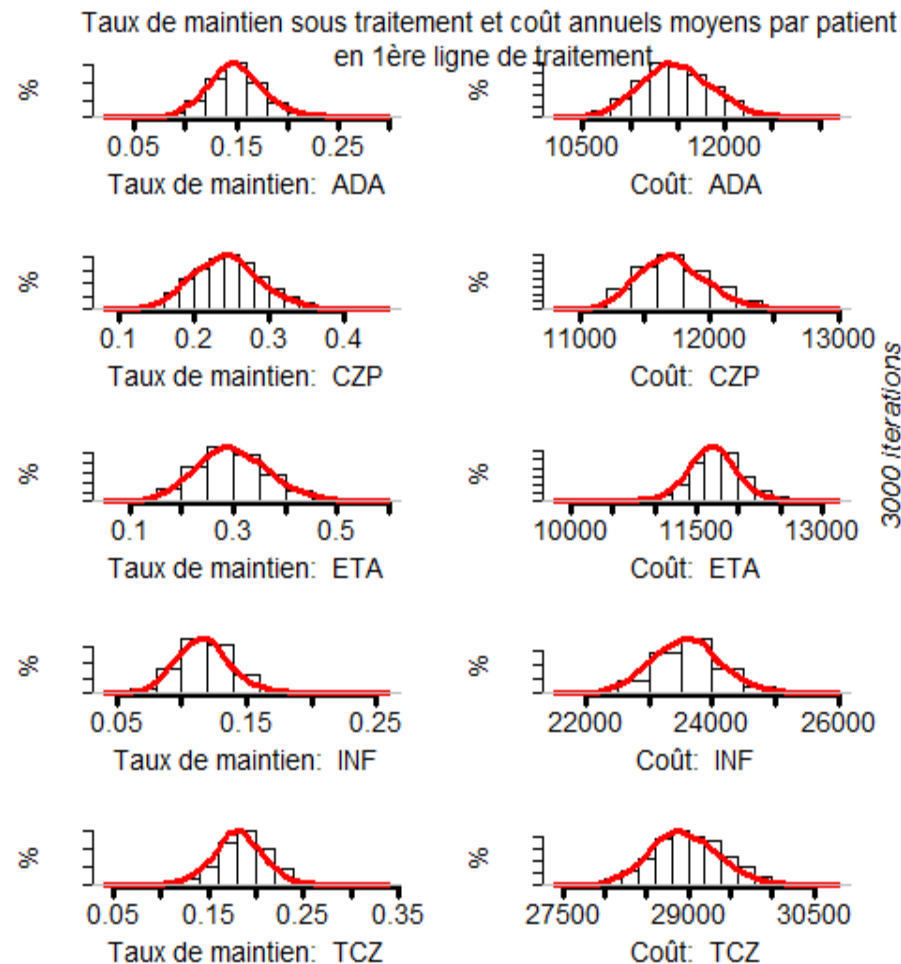 Taux de maintien sous traitement et coût annuels moyens par patient
en 1ère ligne de traitement
% %
0.05 0.15 0.25 10500 12000
Taux de maintien: ADA Coût: ADA
% %
0.1 0.2 0.3 0.4 11000 12000 13000
Taux de maintien: CZP Coût: CZP
% %
0.1 0.3 0.5 10000 11500 13000
Taux de maintien: ETA Coût: ETA
% %
0.05 0.15 0.25 22000 24000 26000
Taux de maintien: INF Coût: INF
% %
0.05 0.15 0.25 0.35 27500 29000 30500
Taux de maintien: TCZ Coût: TCZ
3000 iterations